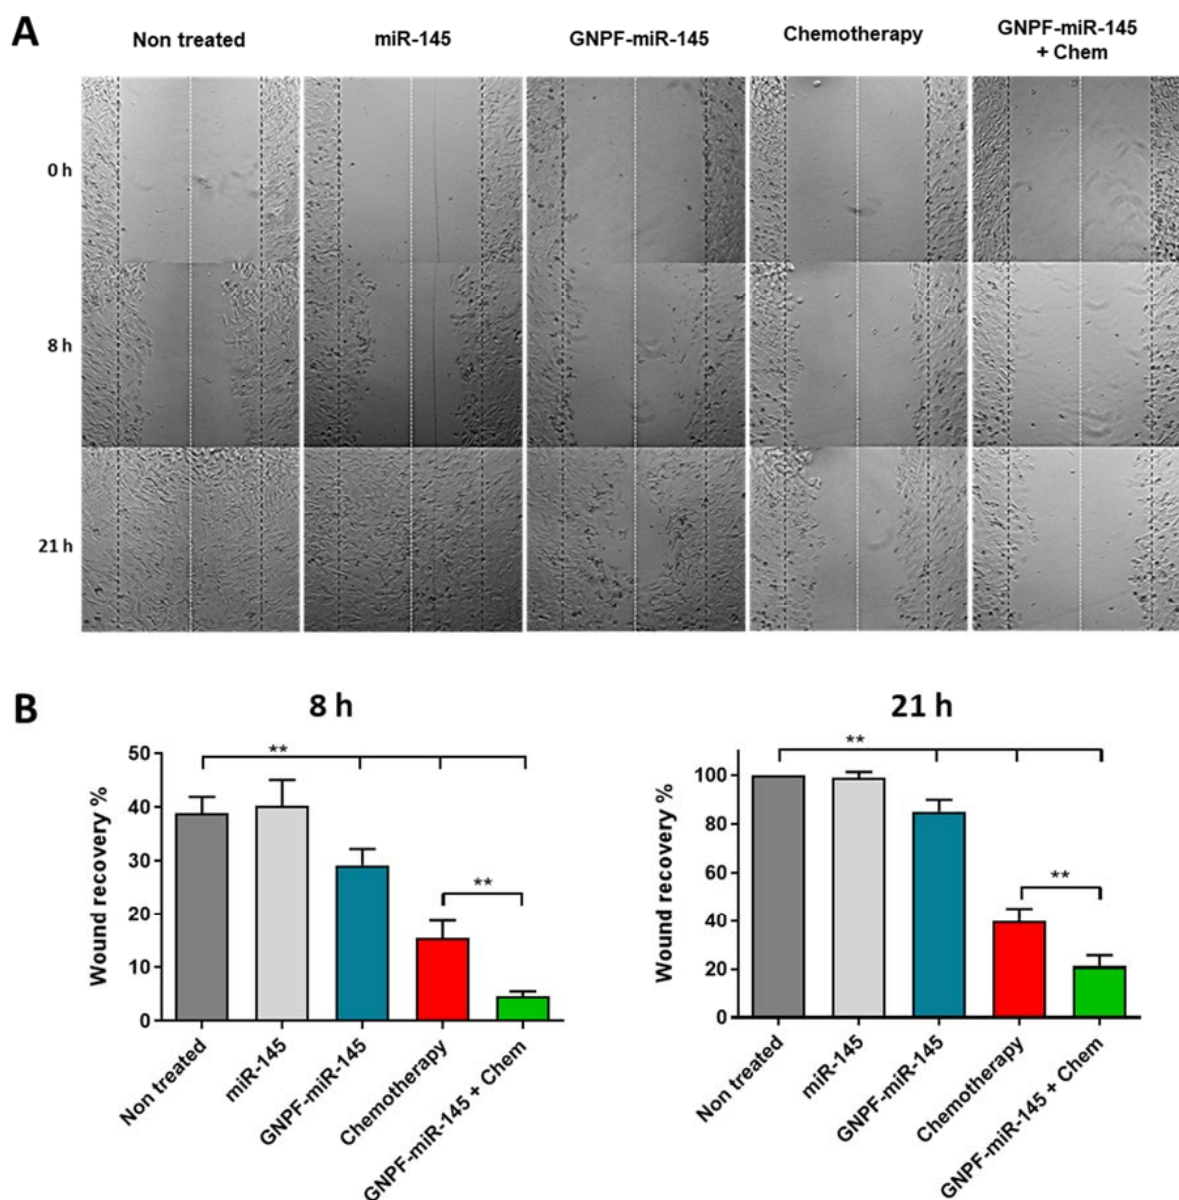 A
Non treated
miR-145
GNPF-miR-145
Chemotherapy
GNPF-miR-145
+ Chem
0 h
8 h
21 h
B
8 h
**
**
50
40
30
20
10
0
Wound recovery %
Non treated
miR-145
GNPF-miR-145
Chemotherapy
GNPF-miR-145 + Chem
21 h
**
**
100
80
60
40
20
0
Wound recovery %
Non treated
miR-145
GNPF-miR-145
Chemotherapy
GNPF-miR-145 + Chem